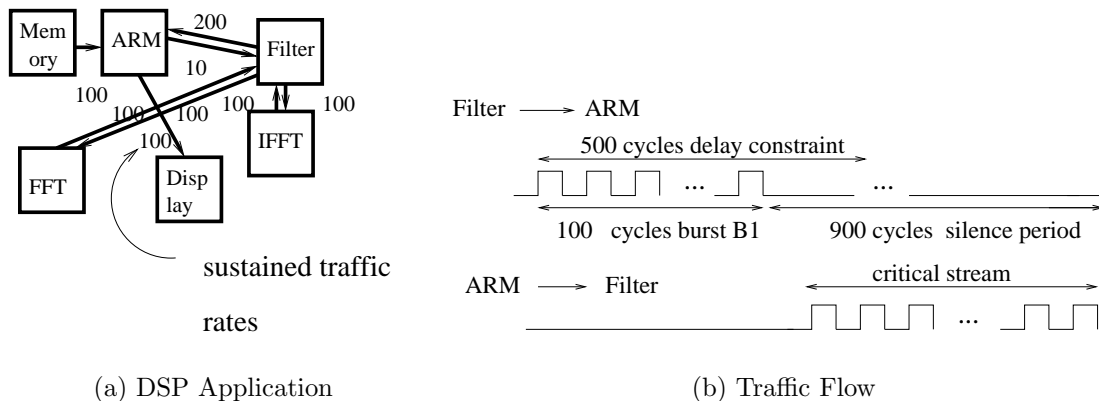 Mem
ory
ARM
200
Filter
10
100
100
100
100
100
100
FFT
Disp
lay
IFFT
sustained traffic
rates
(a) DSP Application
Filter
ARM
500 cycles delay constraint
...
...
100 cycles burst B1
900 cycles silence period
ARM
Filter
critical stream
...
(b) Traffic Flow